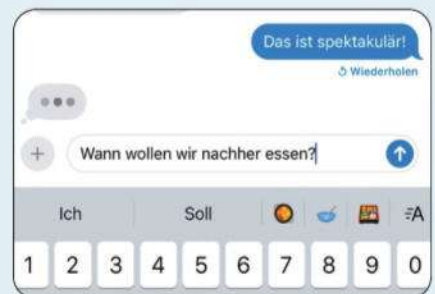 Das ist spektakulär!
Wiederholen
Wann wollen wir nachher essen?
Ich Soll A
1 2 3 4 5 6 7 8 9 0